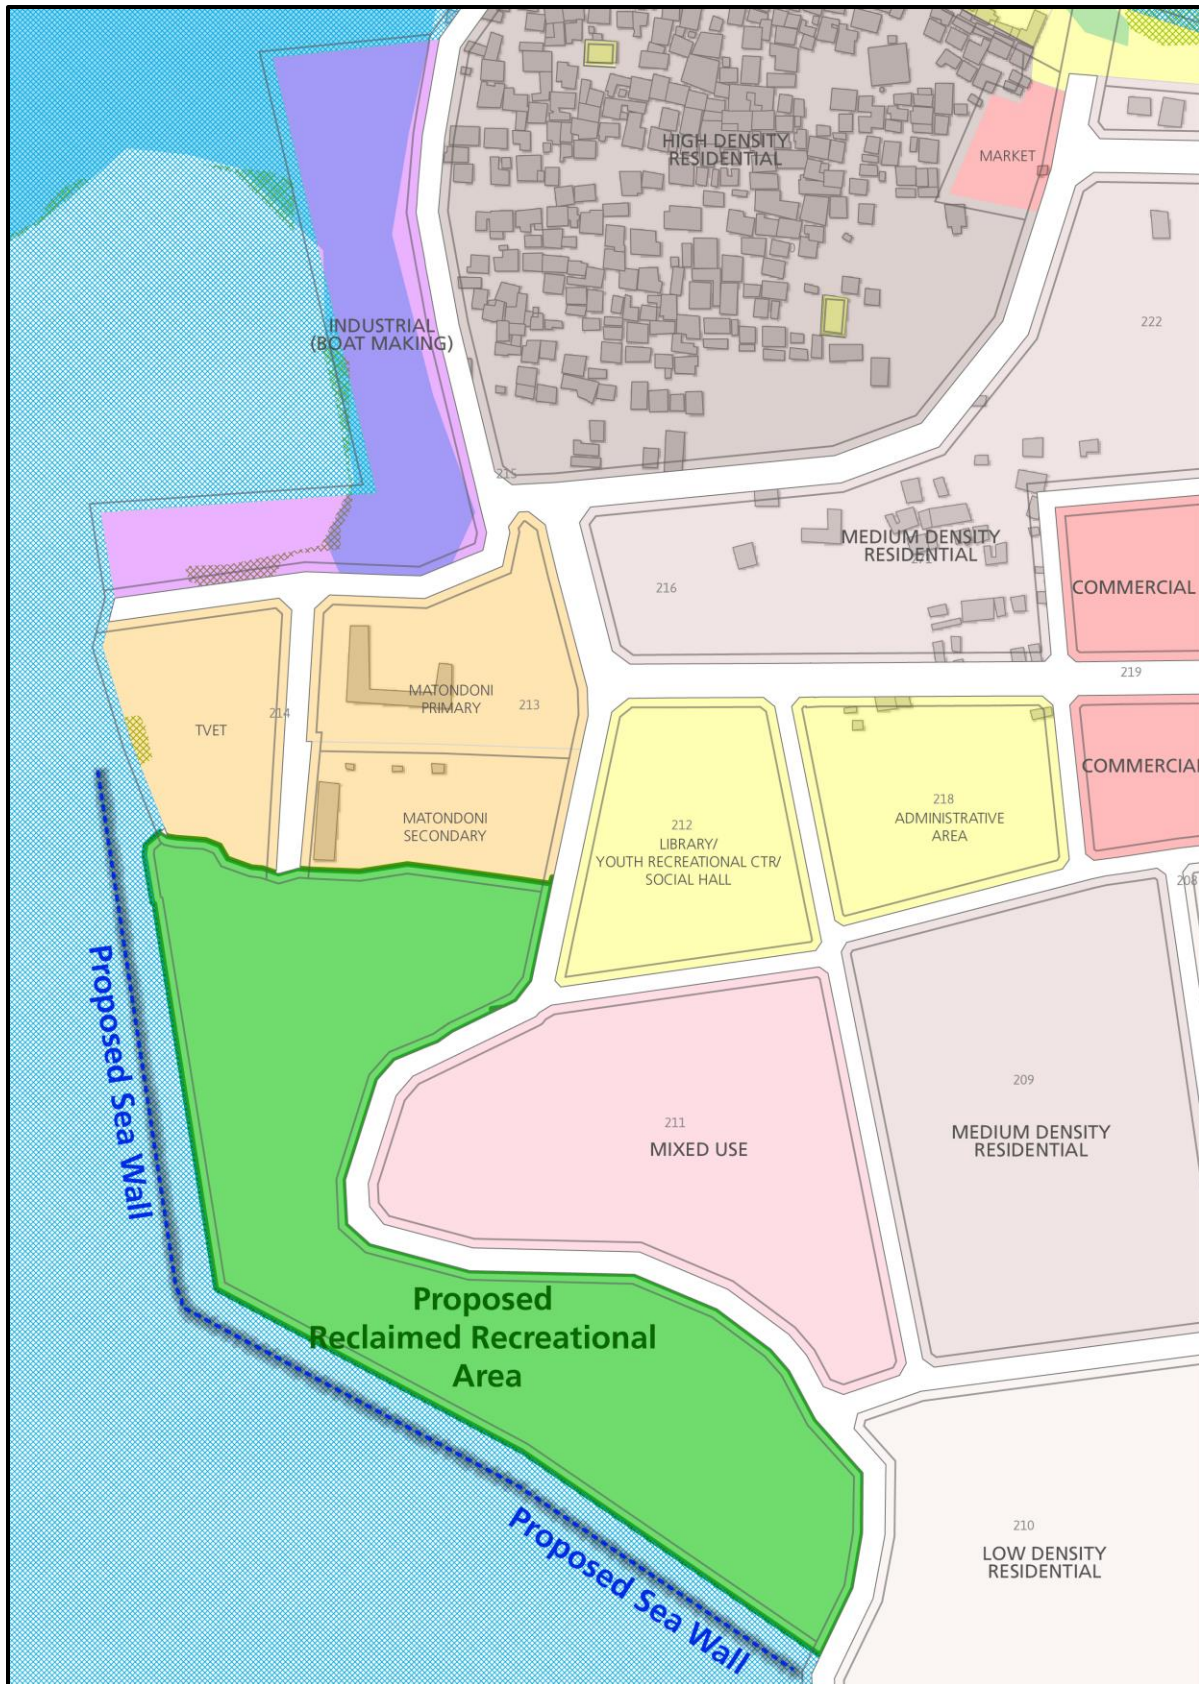 HIGH DENSITY
RESIDENTIAL
MARKET
222
INDUSTRIAL
(BOAT MAKING)
215
MEDIUM DENSITY
RESIDENTIAL
216
COMMERCIAL
219
MATONDONI
PRIMARY
213
214
TVET
COMMERCIAL
218
ADMINISTRATIVE
AREA
MATONDONI
SECONDARY
212
LIBRARY/
YOUTH RECREATIONAL CTR/
SOCIAL HALL
208
Proposed Sea Wall
209
MEDIUM DENSITY
RESIDENTIAL
211
MIXED USE
Proposed
Reclaimed Recreational
Area
Proposed Sea Wall
210
LOW DENSITY
RESIDENTIAL